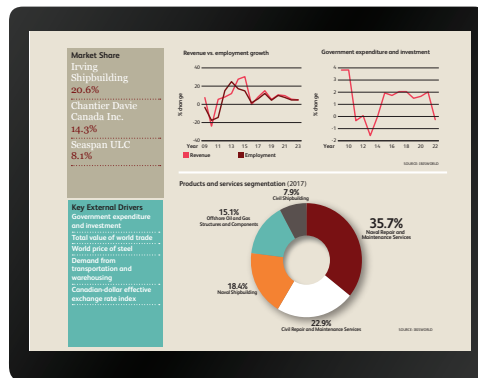 Market Share
Irving
Shipbuilding
20.6%
Chantier Davie
Canada Inc.
14.3%
Seaspan ULC
8.1%
Key External Drivers
Government expenditure
and investment
Total value of world trade
World price of steel
Demand from
transportation and
warehousing
Canadian-dollar effective
exchange rate index
Revenue vs. employment growth
% change
40
20
0
-20
-40
Year 09 11 13 15 17 19 21 23
Revenue Employment
Government expenditure and investment
% change
4
3
2
1
0
-1
-2
Year 10 12 14 16 18 20 22
SOURCE: IBISWORLD
Products and services segmentation (2017)
7.9%
Civil Shipbuilding
15.1%
Offshore Oil and Gas
Structures and Components
35.7%
Naval Repair and
Maintenance Services
18.4%
Naval Shipbuilding
22.9%
Civil Repair and Maintenance Services
SOURCE: IBISWORLD